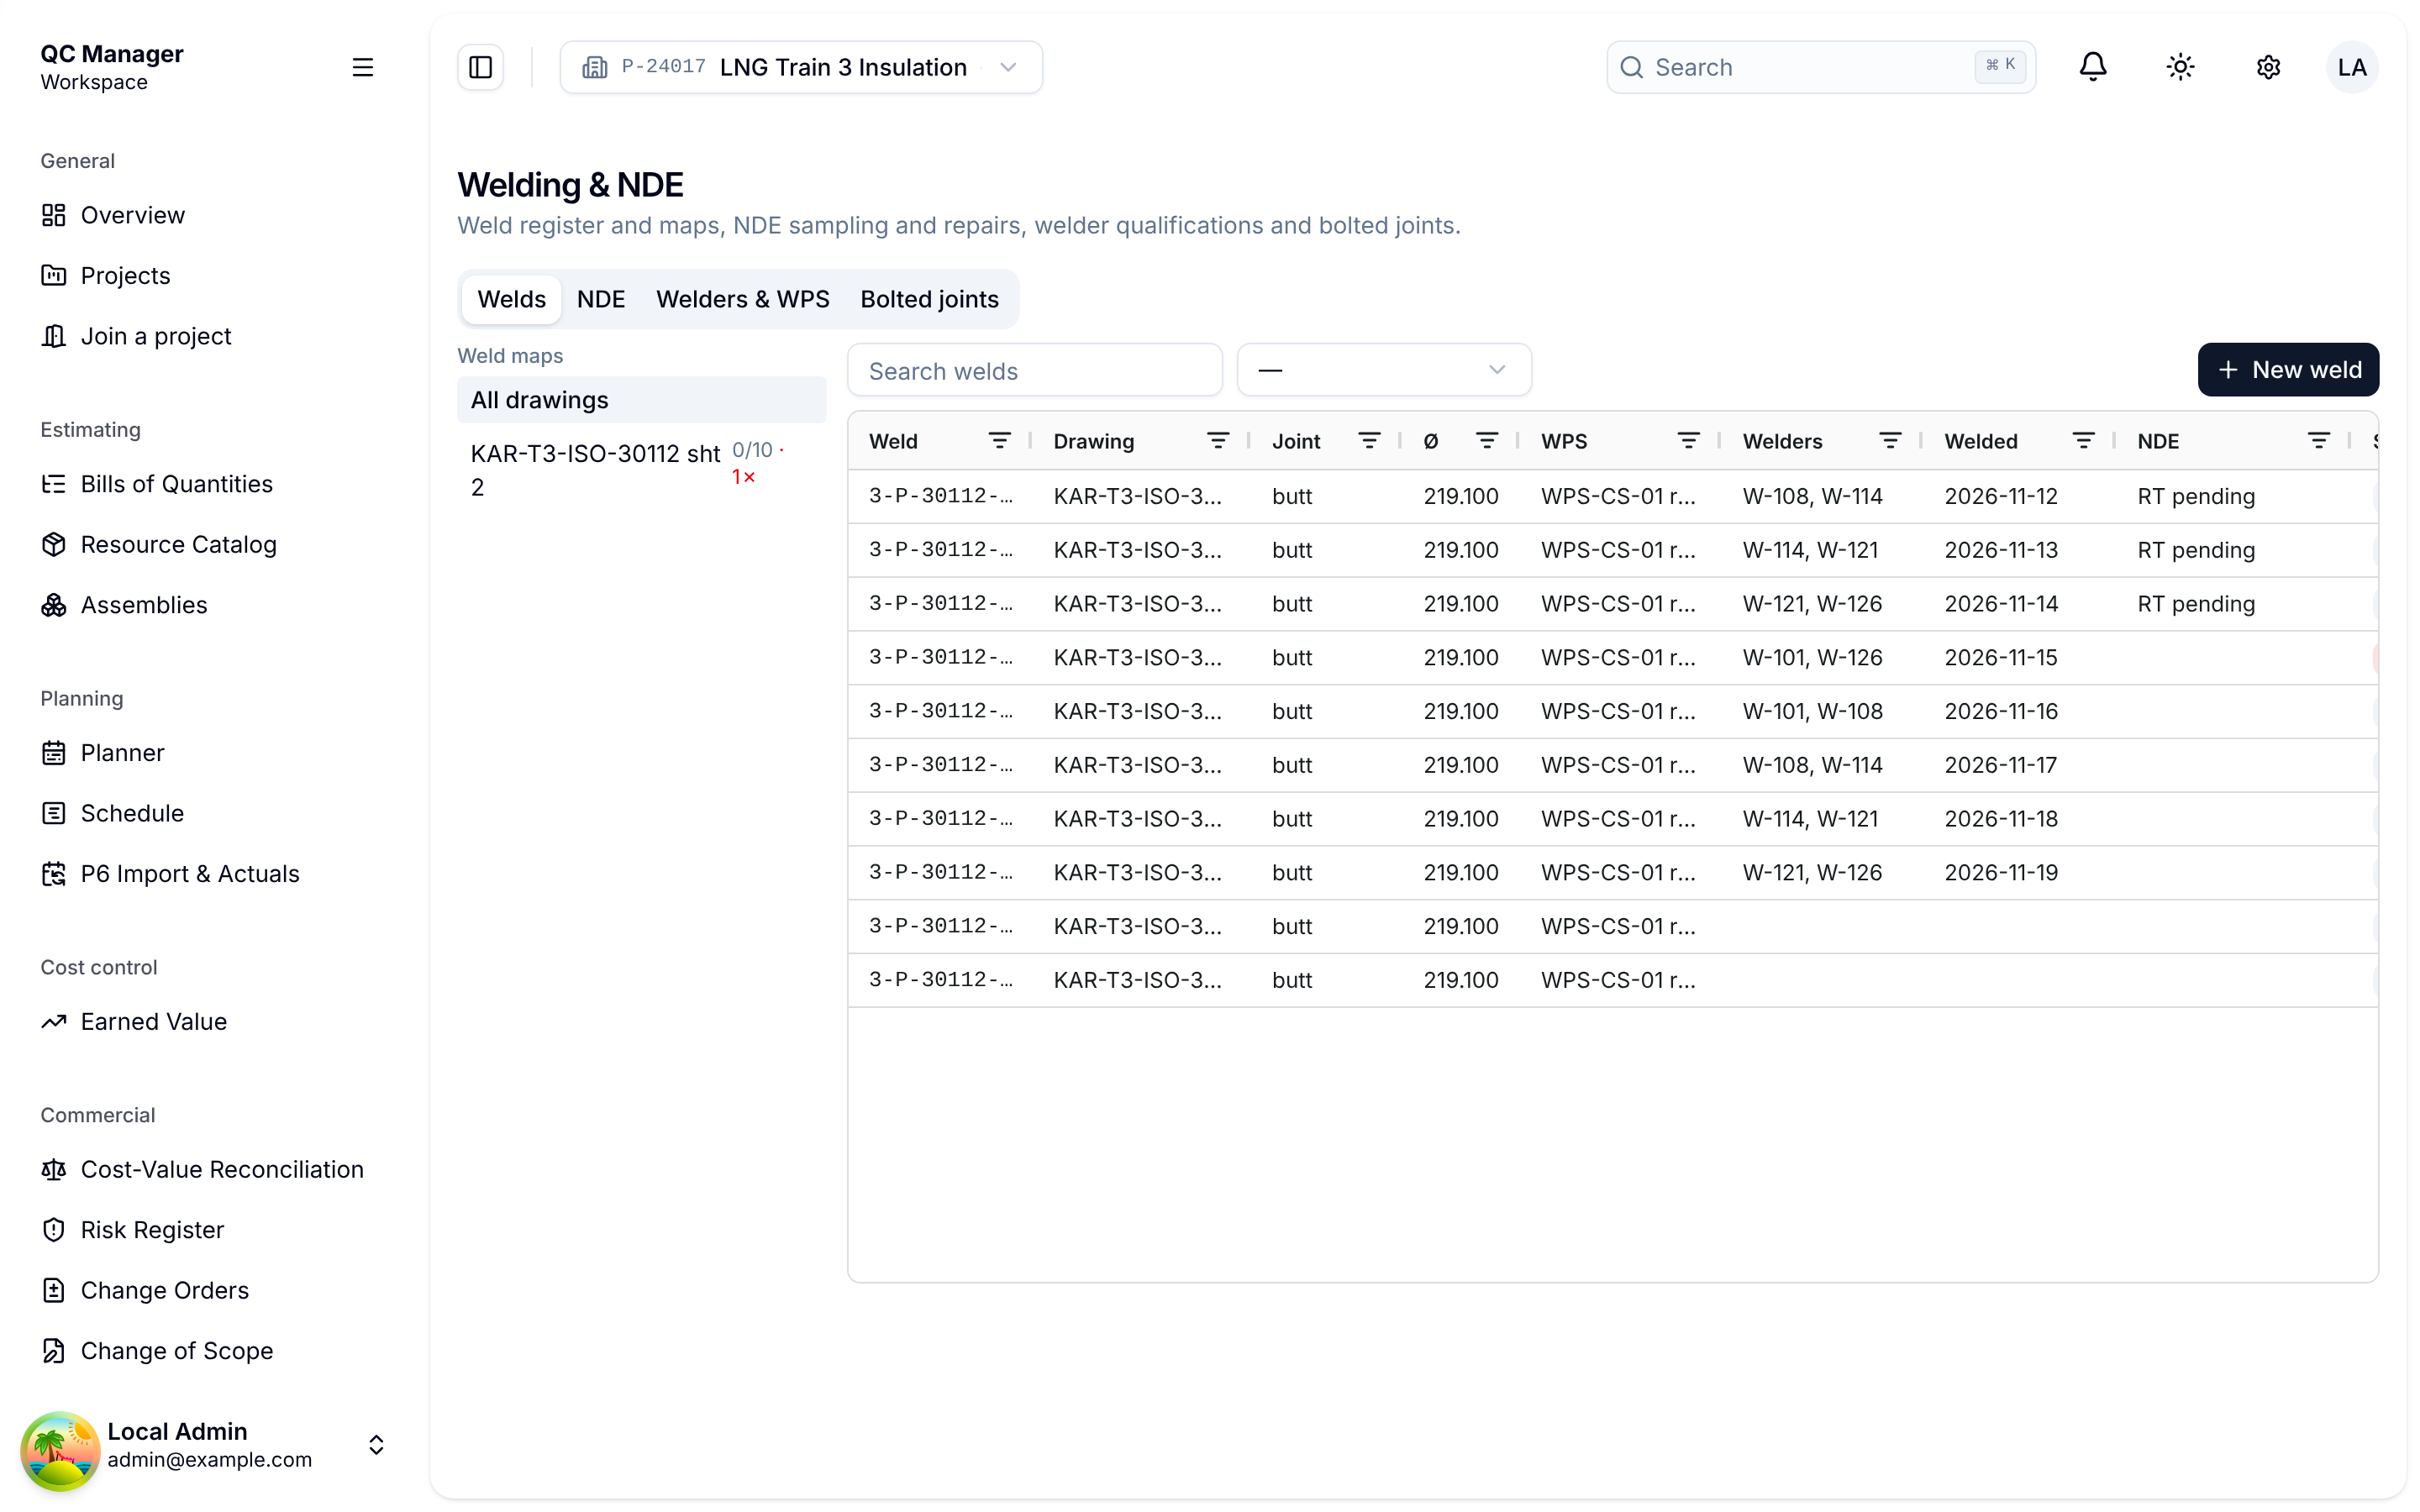 QC Manager
Workspace
General
Overview
Projects
Join a project
Estimating
Bills of Quantities
Resource Catalog
Assemblies
Planning
Planner
Schedule
P6 Import & Actuals
Cost control
Earned Value
Commercial
Cost-Value Reconciliation
Risk Register
Change Orders
Change of Scope
Local Admin
admin@example.com
P-24017 LNG Train 3 Insulation
Search ⌘ K
LA
Welding & NDE
Weld register and maps, NDE sampling and repairs, welder qualifications and bolted joints.
Welds NDE Welders & WPS Bolted joints
Weld maps
All drawings
KAR-T3-ISO-30112 sht 0/10 ·
2 1×
Search welds — + New weld
Weld Drawing Joint Ø WPS Welders Welded NDE
3-P-30112-… KAR-T3-ISO-3… butt 219.100 WPS-CS-01 r… W-108, W-114 2026-11-12 RT pending
3-P-30112-… KAR-T3-ISO-3… butt 219.100 WPS-CS-01 r… W-114, W-121 2026-11-13 RT pending
3-P-30112-… KAR-T3-ISO-3… butt 219.100 WPS-CS-01 r… W-121, W-126 2026-11-14 RT pending
3-P-30112-… KAR-T3-ISO-3… butt 219.100 WPS-CS-01 r… W-101, W-126 2026-11-15
3-P-30112-… KAR-T3-ISO-3… butt 219.100 WPS-CS-01 r… W-101, W-108 2026-11-16
3-P-30112-… KAR-T3-ISO-3… butt 219.100 WPS-CS-01 r… W-108, W-114 2026-11-17
3-P-30112-… KAR-T3-ISO-3… butt 219.100 WPS-CS-01 r… W-114, W-121 2026-11-18
3-P-30112-… KAR-T3-ISO-3… butt 219.100 WPS-CS-01 r… W-121, W-126 2026-11-19
3-P-30112-… KAR-T3-ISO-3… butt 219.100 WPS-CS-01 r…
3-P-30112-… KAR-T3-ISO-3… butt 219.100 WPS-CS-01 r…